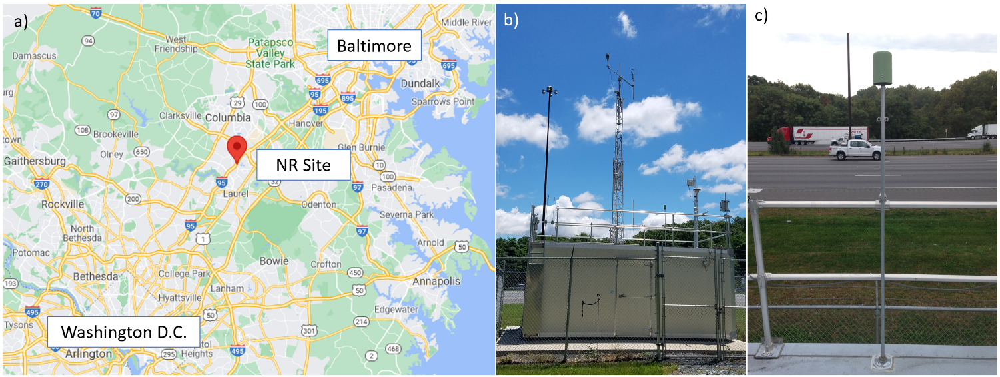 a)
70
Middle River
94
West
Friendship
Patapsco
Valley
State Park
Baltimore
Damascus
95
695
695
Dundalk
95
895
29
100
195
Sparrows Point
97
Clarksville
Columbia
Hanover
108
Brookeville
Glen Burnie
650
Olney
NR Site
10
Gaithersburg
100
270
95
32
97
Pasadena
Laurel
200
Odenton
Rockville
Severna Park
95
North
Bethesda
1
97
Arnold
50
Potomac
Bowie
Crofton
Bethesda
College Park
450
Annapolis
193
Lanham
50
Hyattsville
495
50
Edgewater
Tysons
214
Washington D.C.
301
Arlington
Heights
495
295
468
2
b)
c)